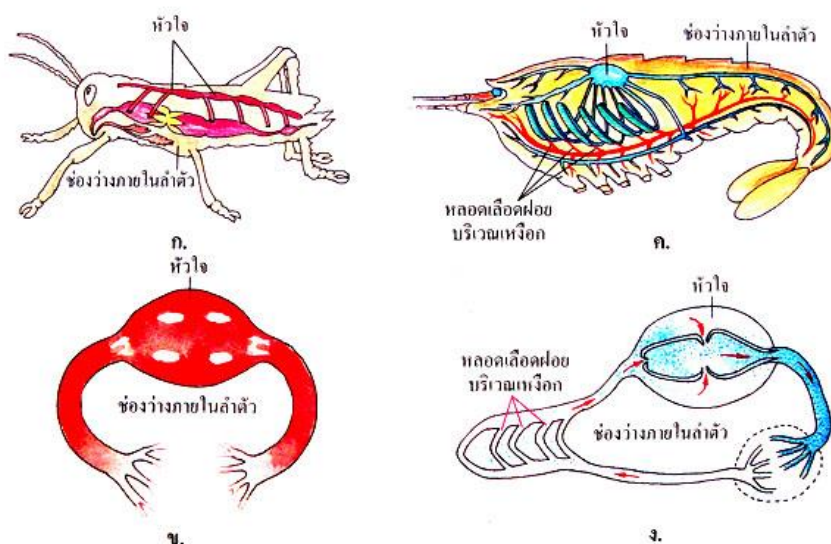 หัวใจ
ช่องว่างภายในลำตัว
ก.
หัวใจ
ช่องว่างภายในลำตัว
หลอดเลือดฝอย
บริเวณเหงือก
ค.
หัวใจ
ช่องว่างภายในลำตัว
ข.
หัวใจ
หลอดเลือดฝอย
บริเวณเหงือก
ช่องว่างภายในลำตัว
ง.